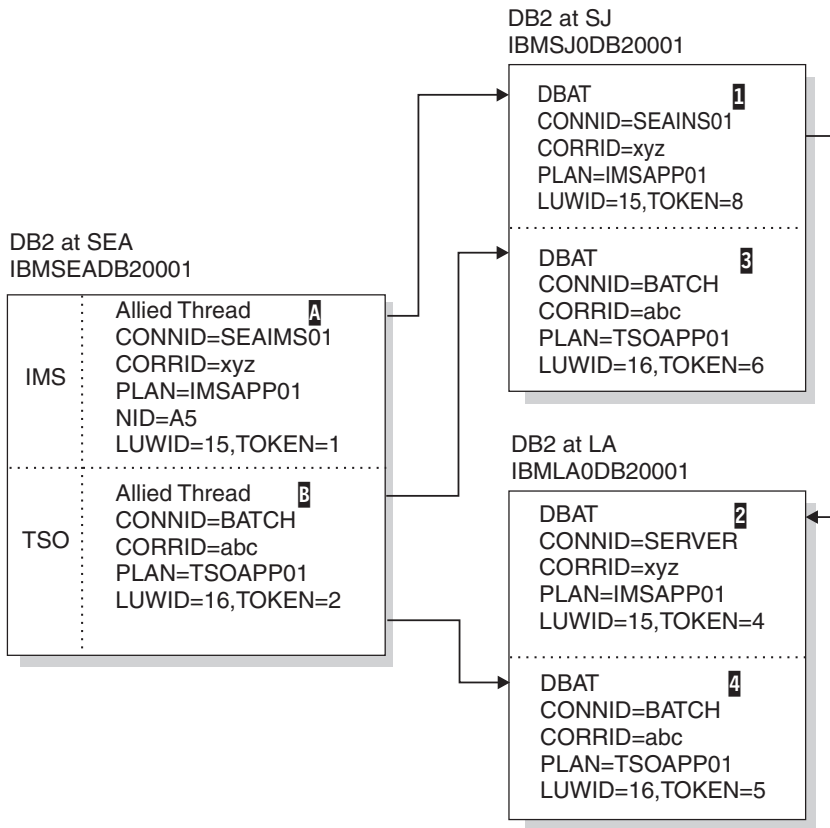 DB2 at SJ
IBMSJ0DB20001
DBAT 1
CONNID=SEAINS01
CORRID=xyz
PLAN=IMSAPP01
LUWID=15,TOKEN=8
DBAT 3
CONNID=BATCH
CORRID=abc
PLAN=TSOAPP01
LUWID=16,TOKEN=6
DB2 at SEA
IBMSEADB20001
IMS
Allied Thread A
CONNID=SEAIMS01
CORRID=xyz
PLAN=IMSAPP01
NID=A5
LUWID=15,TOKEN=1
TSO
Allied Thread B
CONNID=BATCH
CORRID=abc
PLAN=TSOAPP01
LUWID=16,TOKEN=2
DB2 at LA
IBMLA0DB20001
DBAT 2
CONNID=SERVER
CORRID=xyz
PLAN=IMSAPP01
LUWID=15,TOKEN=4
DBAT 4
CONNID=BATCH
CORRID=abc
PLAN=TSOAPP01
LUWID=16,TOKEN=5